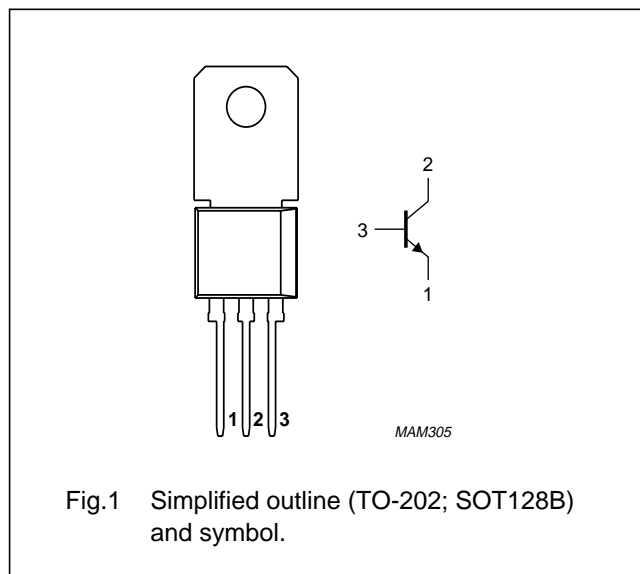 2
3
1
1 2 3
MAM305
Fig.1 Simplified outline (TO-202; SOT128B)
and symbol.